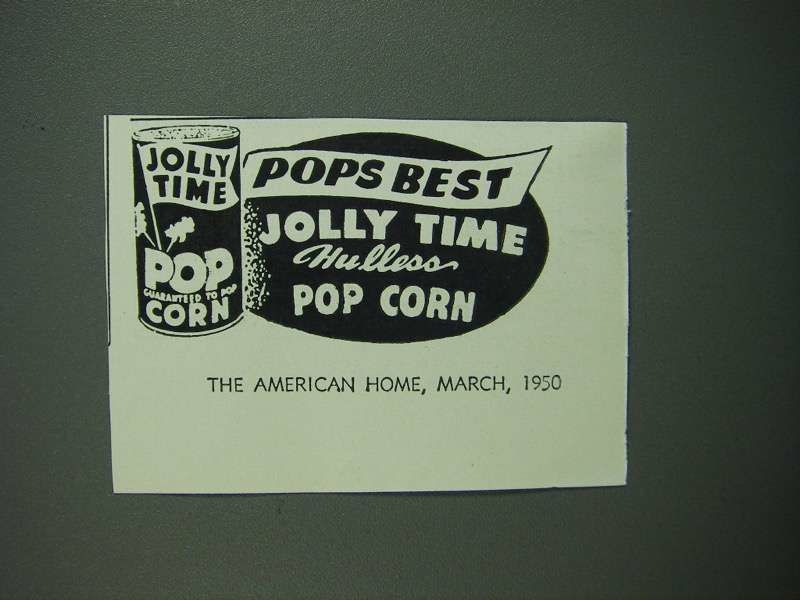 JOLLY
TIME
POP
GUARANTEED TO POP
CORN
POPS BEST
JOLLY TIME
Hulless
POP CORN
THE AMERICAN HOME, MARCH, 1950